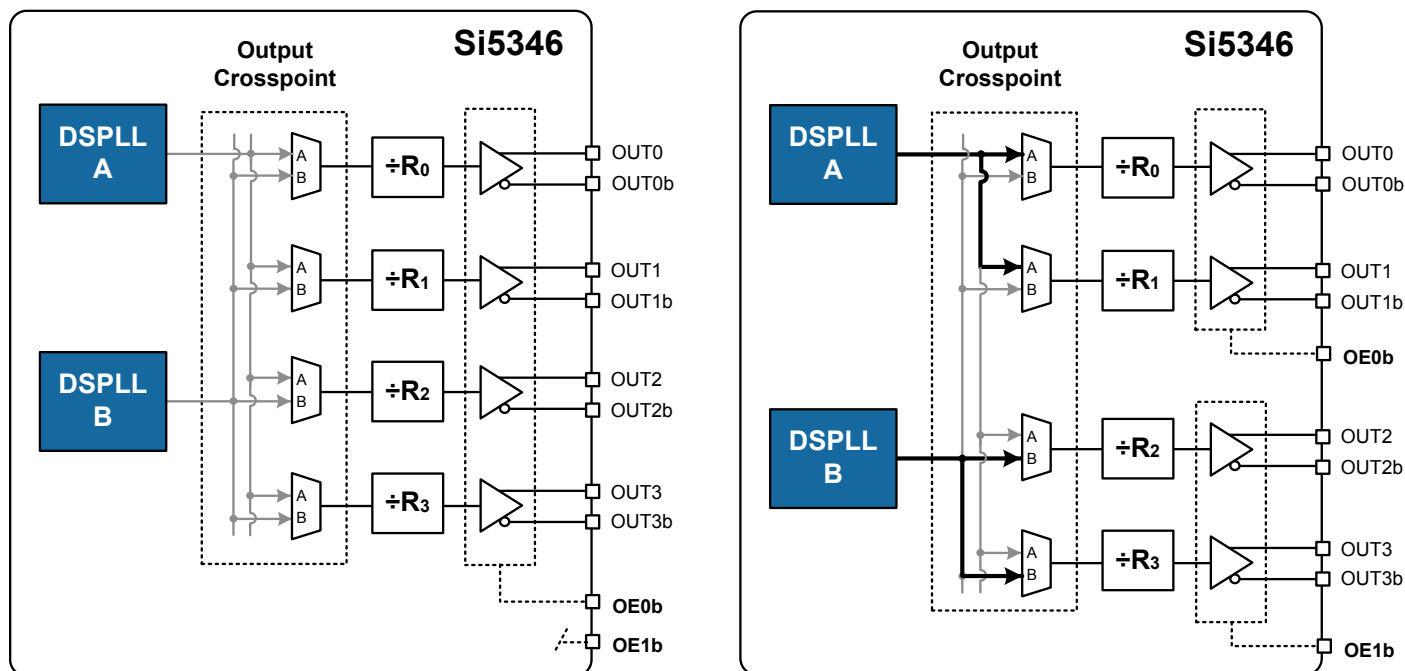 Si5346
Output
Crosspoint
DSPLL
A
A
B
÷R0
OUT0
OUT0b
A
B
÷R1
OUT1
OUT1b
DSPLL
B
A
B
÷R2
OUT2
OUT2b
A
B
÷R3
OUT3
OUT3b
OE0b
OE1b
Si5346
Output
Crosspoint
DSPLL
A
A
B
÷R0
OUT0
OUT0b
A
B
÷R1
OUT1
OUT1b
OE0b
DSPLL
B
A
B
÷R2
OUT2
OUT2b
A
B
÷R3
OUT3
OUT3b
OE1b